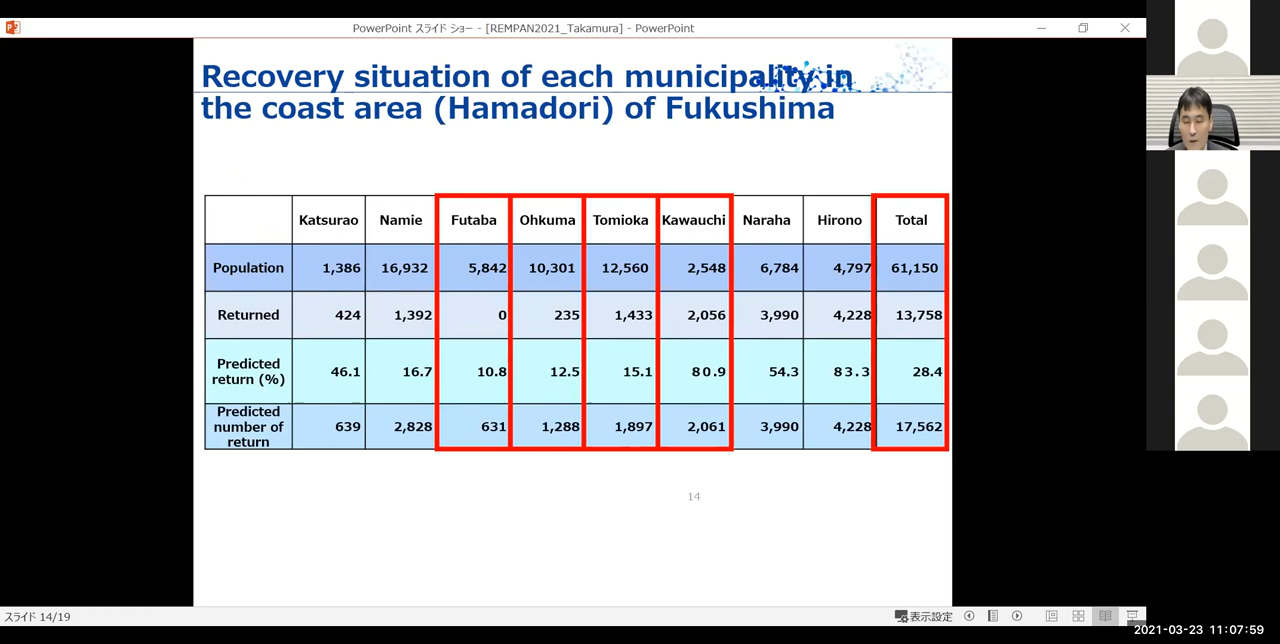 PowerPoint スライド ショー - [REMPAN2021_Takamura] - PowerPoint
Recovery situation of each municipality in
the coast area (Hamadori) of Fukushima
Katsurao Namie Futaba Ohkuma Tomioka Kawauchi Naraha Hirono Total
Population 1,386 16,932 5,842 10,301 12,560 2,548 6,784 4,797 61,150
Returned 424 1,392 0 235 1,433 2,056 3,990 4,228 13,758
Predicted
return (%) 46.1 16.7 10.8 12.5 15.1 80.9 54.3 83.3 28.4
Predicted
number of
return 639 2,828 631 1,288 1,897 2,061 3,990 4,228 17,562
14
スライド 14/19
表示設定
2021-03-23 11:07:59